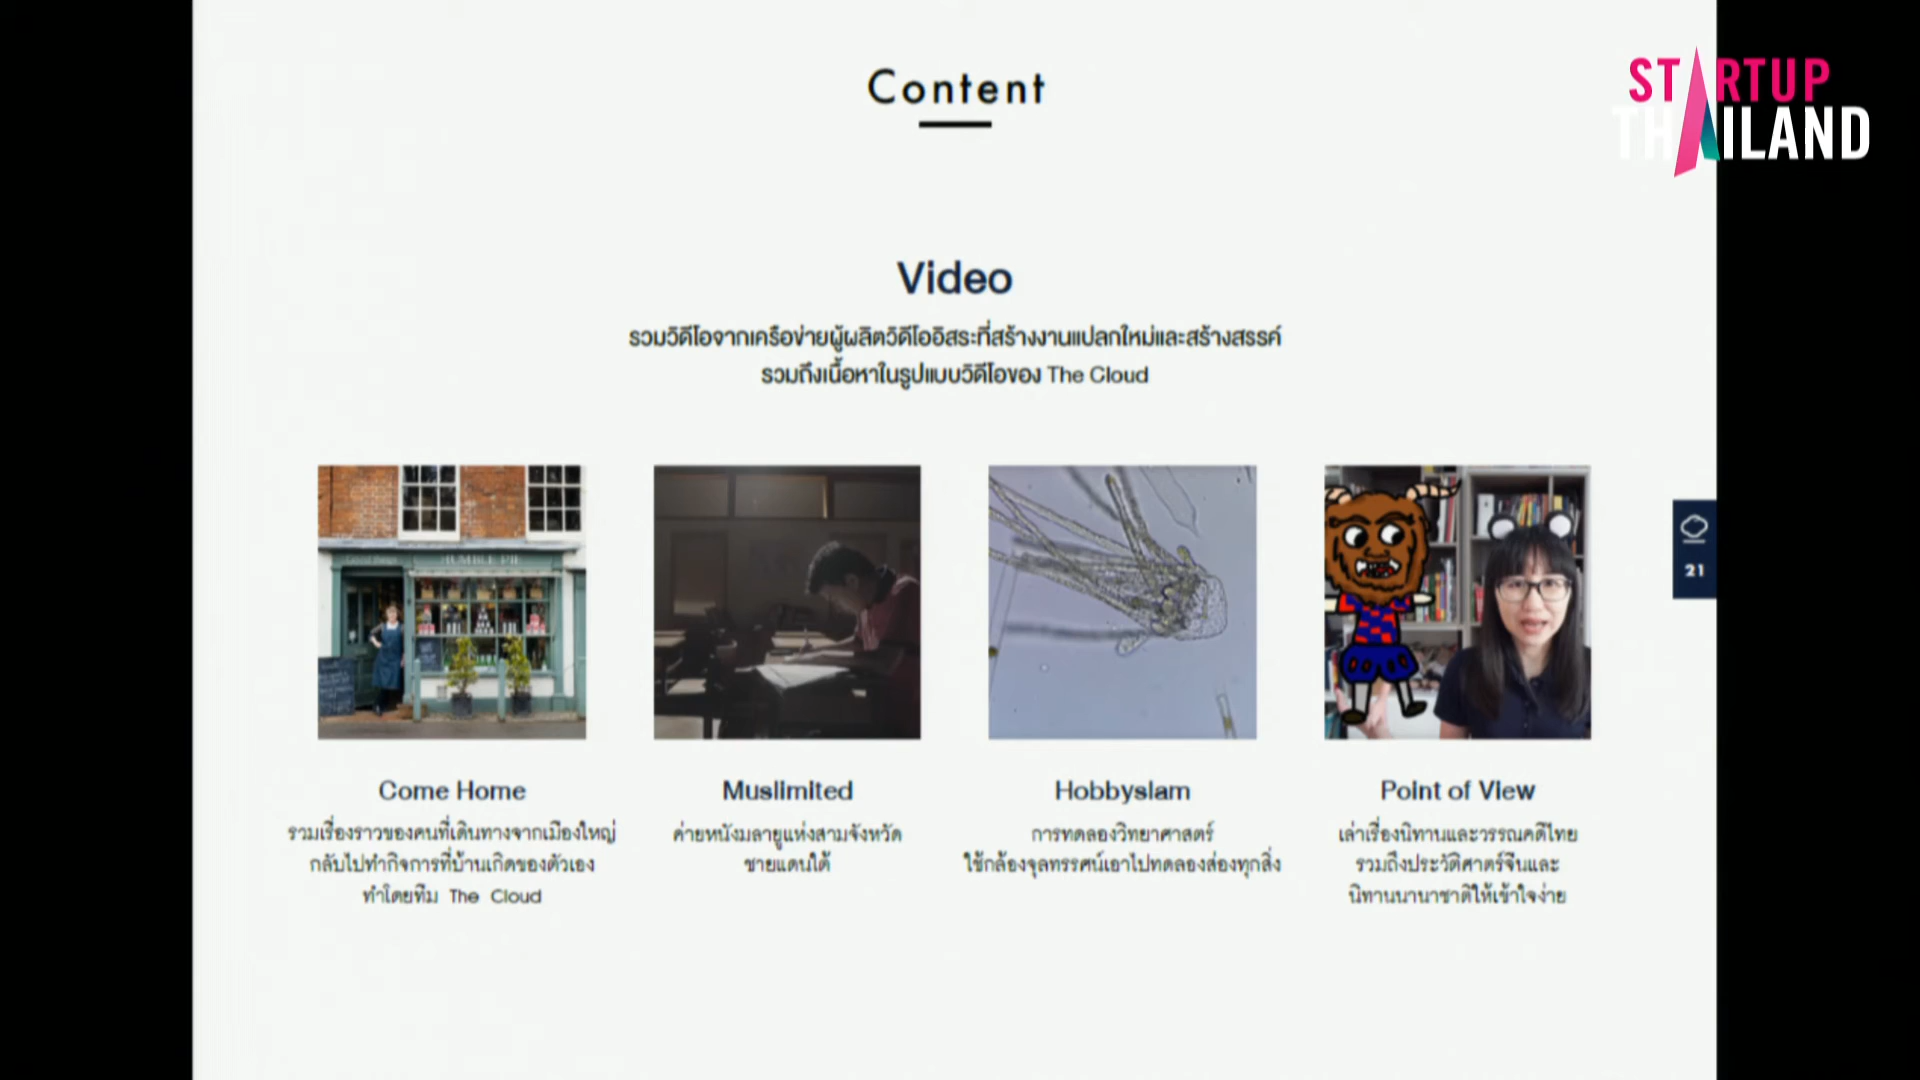 Content
STARTUP
THAILAND
Video
รวมวิดีโอจากเครือข่ายผู้ผลิตวิดีโออิสระที่สร้างงานแปลกใหม่และสร้างสรรค์
รวมถึงเนื้อหาในรูปแบบวิดีโอของ The Cloud
HUMBLE PIE
21
Come Home
รวมเรื่องราวของคนที่เดินทางจากเมืองใหญ่
กลับไปทำกิจการที่บ้านเกิดของตัวเอง
ทำโดยทีม The Cloud
Muslimited
ค่ายหนังมลายูแห่งสามจังหวัด
ชายแดนใต้
Hobbyslam
การทดลองวิทยาศาสตร์
ใช้กล้องจุลทรรศน์เอาไปทดลองส่องทุกสิ่ง
Point of View
เล่าเรื่องนิทานและวรรณคดีไทย
รวมถึงประวัติศาตร์จีนและ
นิทานนานาชาติให้เข้าใจง่าย